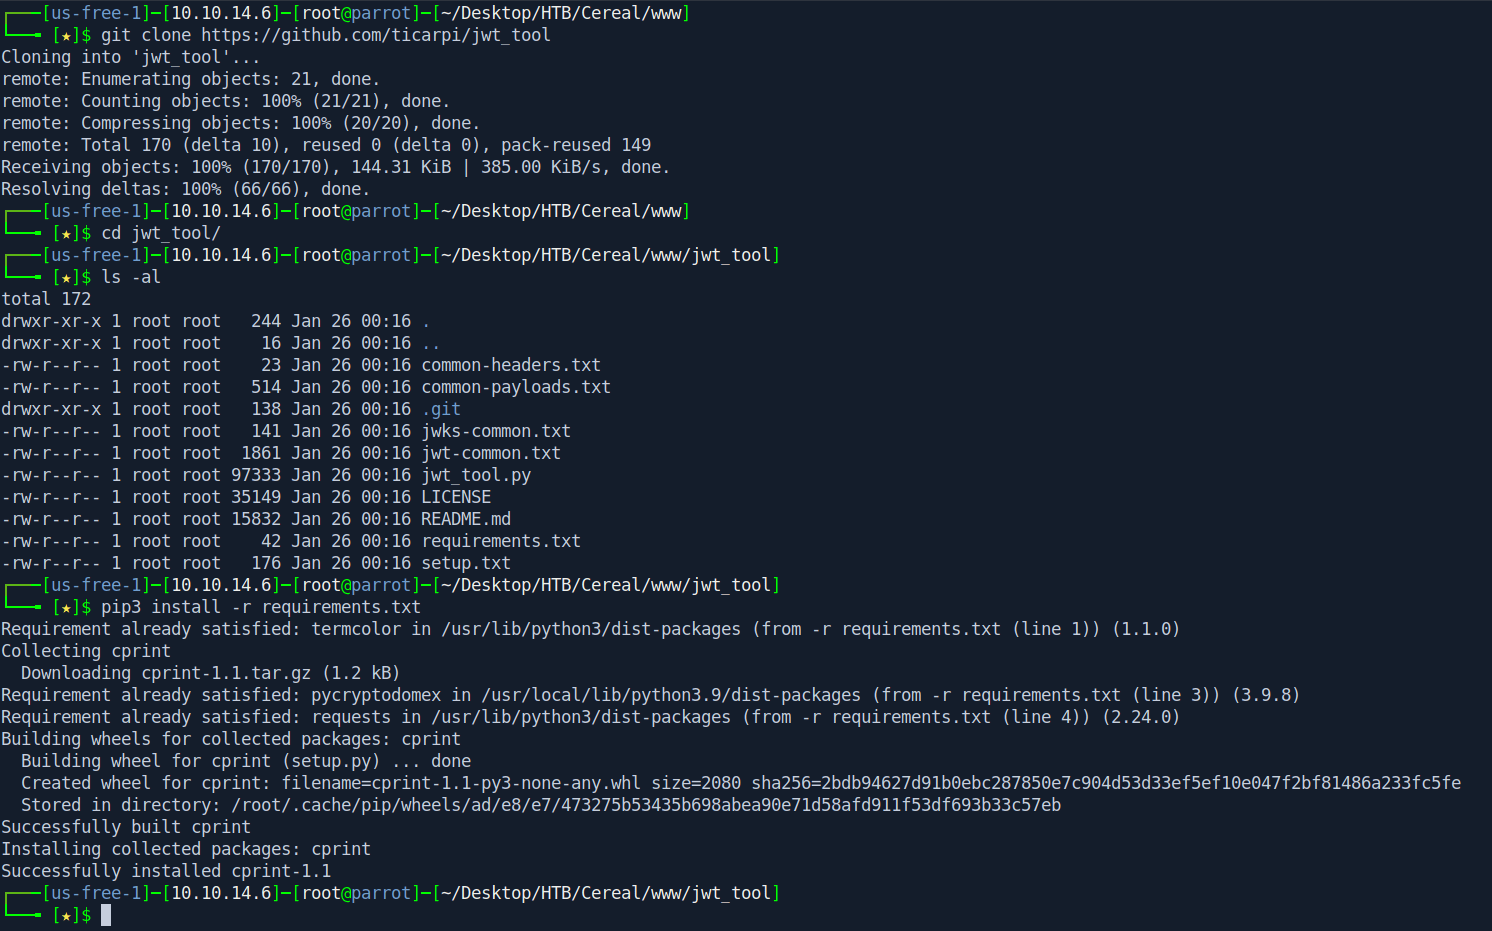 ┌──[us-free-1]─[10.10.14.6]─[root@parrot]─[~/Desktop/HTB/Cereal/www]
└──╼ [★]$ git clone https://github.com/ticarpi/jwt_tool
Cloning into 'jwt_tool'...
remote: Enumerating objects: 21, done.
remote: Counting objects: 100% (21/21), done.
remote: Compressing objects: 100% (20/20), done.
remote: Total 170 (delta 10), reused 0 (delta 0), pack-reused 149
Receiving objects: 100% (170/170), 144.31 KiB | 385.00 KiB/s, done.
Resolving deltas: 100% (66/66), done.
┌──[us-free-1]─[10.10.14.6]─[root@parrot]─[~/Desktop/HTB/Cereal/www]
└──╼ [★]$ cd jwt_tool/
┌──[us-free-1]─[10.10.14.6]─[root@parrot]─[~/Desktop/HTB/Cereal/www/jwt_tool]
└──╼ [★]$ ls -al
total 172
drwxr-xr-x 1 root root   244 Jan 26 00:16 .
drwxr-xr-x 1 root root    16 Jan 26 00:16 ..
-rw-r--r-- 1 root root    23 Jan 26 00:16 common-headers.txt
-rw-r--r-- 1 root root   514 Jan 26 00:16 common-payloads.txt
drwxr-xr-x 1 root root   138 Jan 26 00:16 .git
-rw-r--r-- 1 root root   141 Jan 26 00:16 jwks-common.txt
-rw-r--r-- 1 root root  1861 Jan 26 00:16 jwt-common.txt
-rw-r--r-- 1 root root 97333 Jan 26 00:16 jwt_tool.py
-rw-r--r-- 1 root root 35149 Jan 26 00:16 LICENSE
-rw-r--r-- 1 root root 15832 Jan 26 00:16 README.md
-rw-r--r-- 1 root root    42 Jan 26 00:16 requirements.txt
-rw-r--r-- 1 root root   176 Jan 26 00:16 setup.txt
┌──[us-free-1]─[10.10.14.6]─[root@parrot]─[~/Desktop/HTB/Cereal/www/jwt_tool]
└──╼ [★]$ pip3 install -r requirements.txt
Requirement already satisfied: termcolor in /usr/lib/python3/dist-packages (from -r requirements.txt (line 1)) (1.1.0)
Collecting cprint
  Downloading cprint-1.1.tar.gz (1.2 kB)
Requirement already satisfied: pycryptodomex in /usr/local/lib/python3.9/dist-packages (from -r requirements.txt (line 3)) (3.9.8)
Requirement already satisfied: requests in /usr/lib/python3/dist-packages (from -r requirements.txt (line 4)) (2.24.0)
Building wheels for collected packages: cprint
  Building wheel for cprint (setup.py) ... done
  Created wheel for cprint: filename=cprint-1.1-py3-none-any.whl size=2080 sha256=2bdb94627d91b0ebc287850e7c904d53d33ef5ef10e047f2bf81486a233fc5fe
  Stored in directory: /root/.cache/pip/wheels/ad/e8/e7/473275b53435b698abea90e71d58afd911f53df693b33c57eb
Successfully built cprint
Installing collected packages: cprint
Successfully installed cprint-1.1
┌──[us-free-1]─[10.10.14.6]─[root@parrot]─[~/Desktop/HTB/Cereal/www/jwt_tool]
└──╼ [★]$